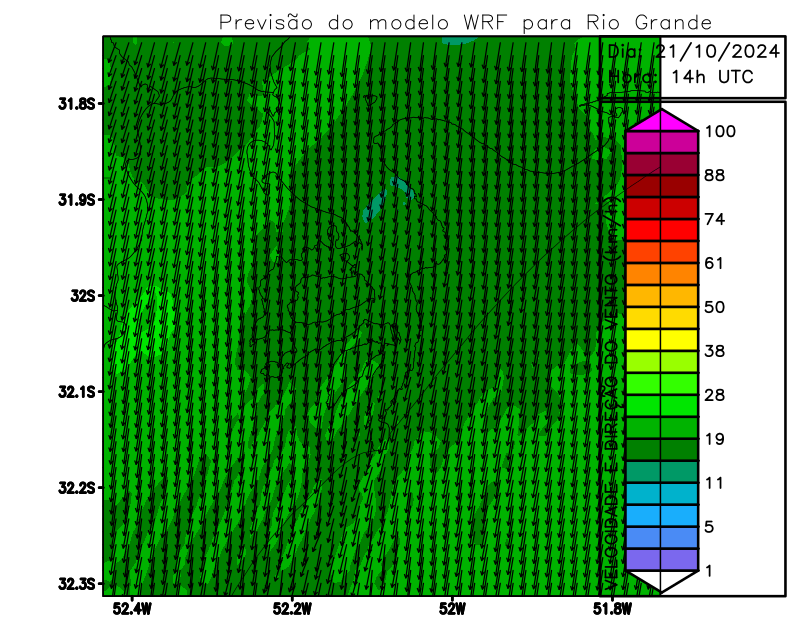 Previsão do modelo WRF para Rio Grande
Dia: 21/10/2024
Hora: 14h UTC
31.8S
31.9S
32S
32.1S
32.2S
32.3S
52.4W
52.2W
52W
51.8W
VELOCIDADE E DIREÇÃO DO VENTO (km/h)
100
88
74
61
50
38
28
19
11
5
1